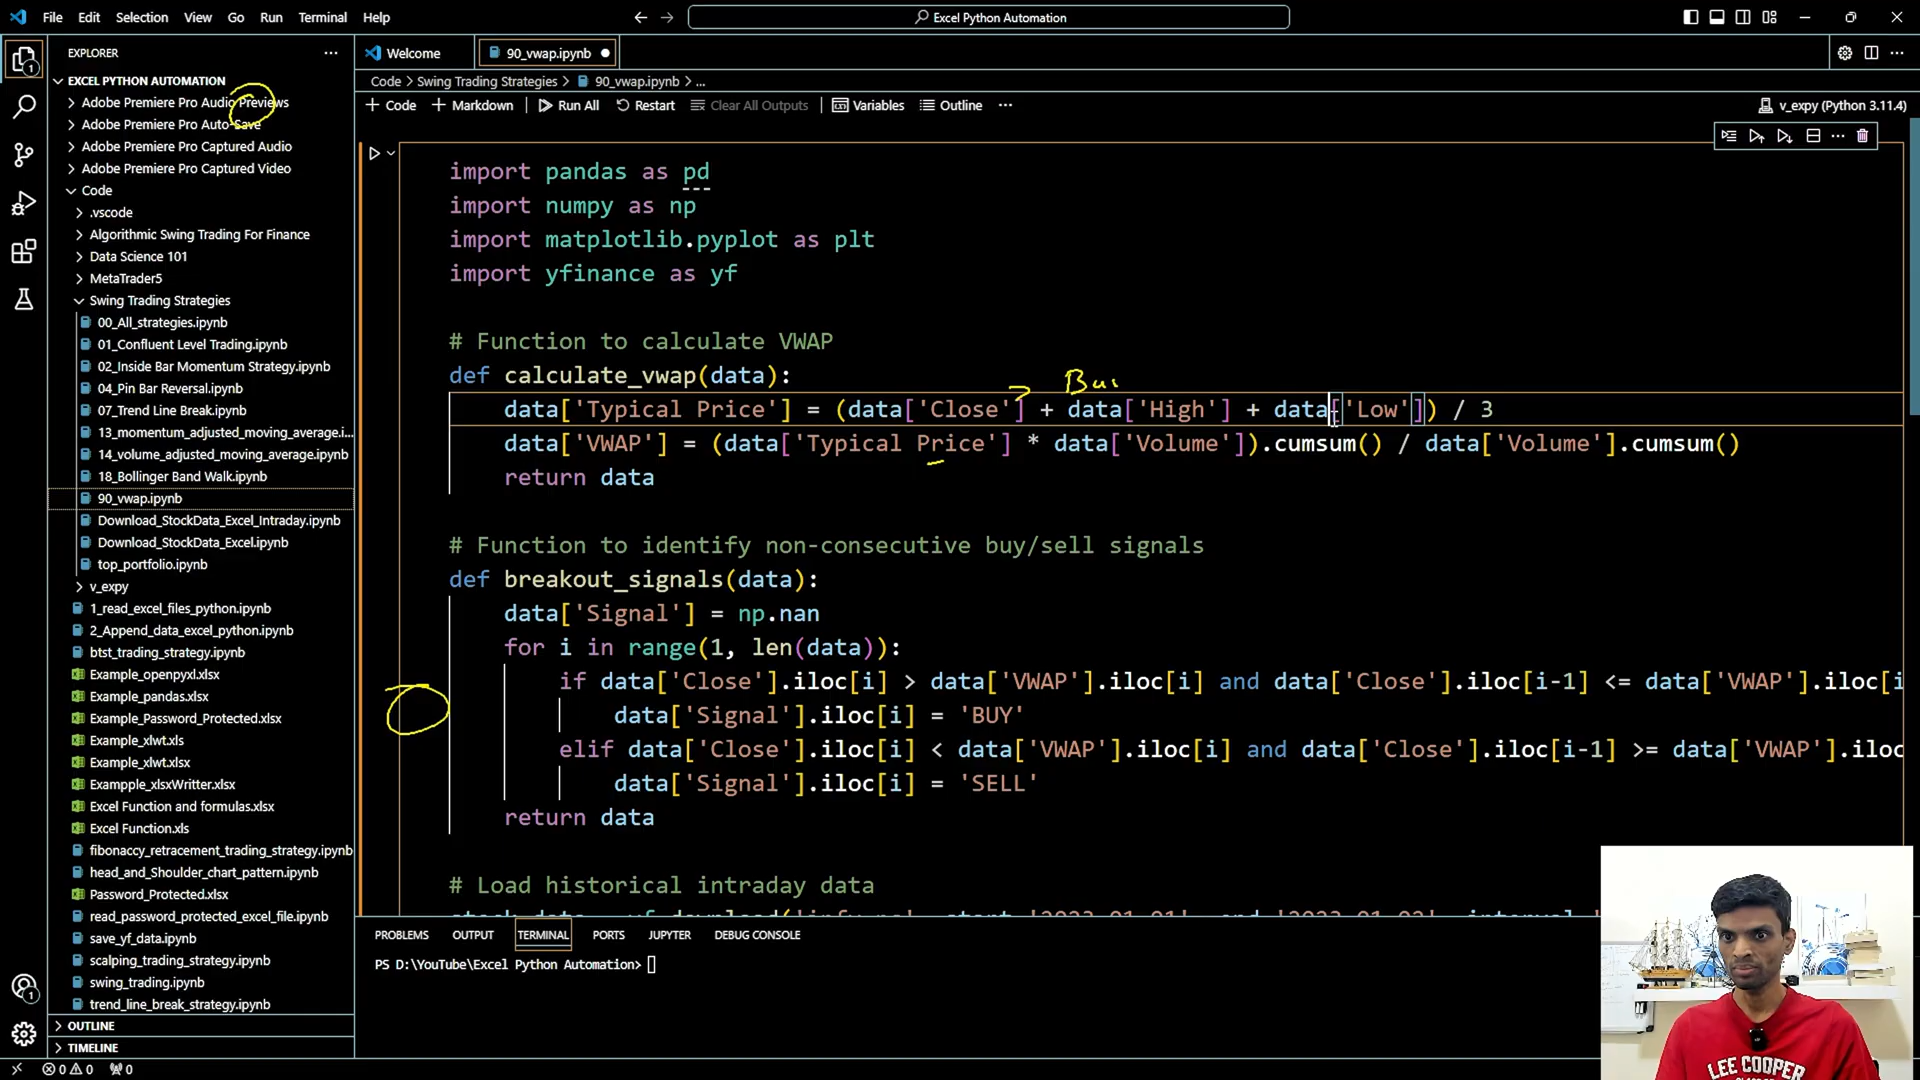 File Edit Selection View Go Run Terminal Help
Excel Python Automation
EXPLORER
Welcome
90_vwap.ipynb
Code > Swing Trading Strategies > 90_vwap.ipynb > ...
+ Code + Markdown Run All Restart Clear All Outputs Variables Outline ...
v_expy (Python 3.11.4)
EXCEL PYTHON AUTOMATION
Adobe Premiere Pro Audio Previews
Adobe Premiere Pro Auto-Save
Adobe Premiere Pro Captured Audio
Adobe Premiere Pro Captured Video
Code
.vscode
Algorithmic Swing Trading For Finance
Data Science 101
MetaTrader5
Swing Trading Strategies
00_All_strategies.ipynb
01_Confluent Level Trading.ipynb
02_Inside Bar Momentum Strategy.ipynb
04_Pin Bar Reversal.ipynb
07_Trend Line Break.ipynb
13_momentum_adjusted_moving_average.i...
14_volume_adjusted_moving_average.ipynb
18_Bollinger Band Walk.ipynb
90_vwap.ipynb
Download_StockData_Excel_Intraday.ipynb
Download_StockData_Excel.ipynb
top_portfolio.ipynb
v_expy
1_read_excel_files_python.ipynb
2_Append_data_excel_python.ipynb
btst_trading_strategy.ipynb
Example_openpyxl.xlsx
Example_pandas.xlsx
Example_Password_Protected.xlsx
Example_xlwt.xls
Example_xlwt.xlsx
Exampple_xlsxWritter.xlsx
Excel Function and formulas.xlsx
Excel Function.xls
fibonaccy_retracement_trading_strategy.ipynb
head_and_Shoulder_chart_pattern.ipynb
Password_Protected.xlsx
read_password_protected_excel_file.ipynb
save_yf_data.ipynb
scalping_trading_strategy.ipynb
swing_trading.ipynb
trend_line_break_strategy.ipynb
OUTLINE
TIMELINE
import pandas as pd
import numpy as np
import matplotlib.pyplot as plt
import yfinance as yf
# Function to calculate VWAP
def calculate_vwap(data):
data['Typical Price'] = (data['Close'] + data['High'] + data['Low']) / 3
data['VWAP'] = (data['Typical Price'] * data['Volume']).cumsum() / data['Volume'].cumsum()
return data
# Function to identify non-consecutive buy/sell signals
def breakout_signals(data):
data['Signal'] = np.nan
for i in range(1, len(data)):
if data['Close'].iloc[i] > data['VWAP'].iloc[i] and data['Close'].iloc[i-1] <= data['VWAP'].iloc[i
data['Signal'].iloc[i] = 'BUY'
elif data['Close'].iloc[i] < data['VWAP'].iloc[i] and data['Close'].iloc[i-1] >= data['VWAP'].iloc
data['Signal'].iloc[i] = 'SELL'
return data
# Load historical intraday data
PROBLEMS OUTPUT TERMINAL PORTS JUPYTER DEBUG CONSOLE
PS D:\YouTube\Excel Python Automation>
0 0 0
LEE COOPER